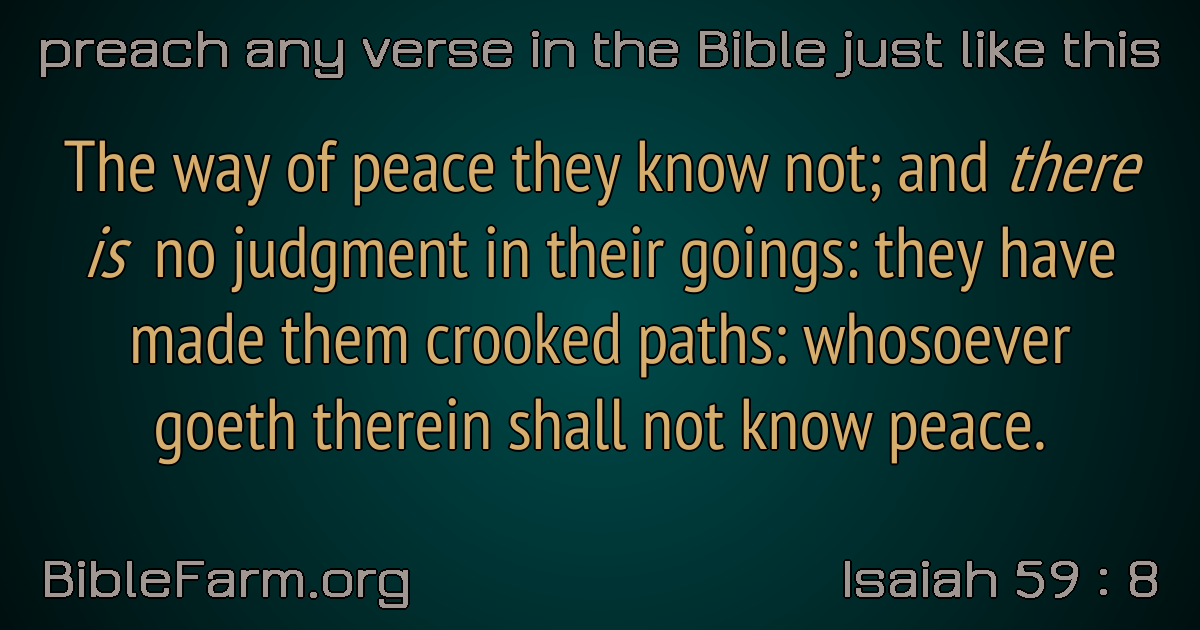 preach any verse in the Bible just like this
The way of peace they know not; and there
is no judgment in their goings: they have
made them crooked paths: whosoever
goeth therein shall not know peace.
BibleFarm.org
Isaiah 59 : 8